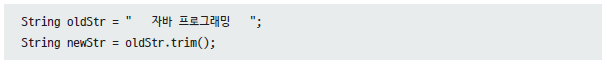 String oldStr = "   자바 프로그래밍   ";
String newStr = oldStr.trim();